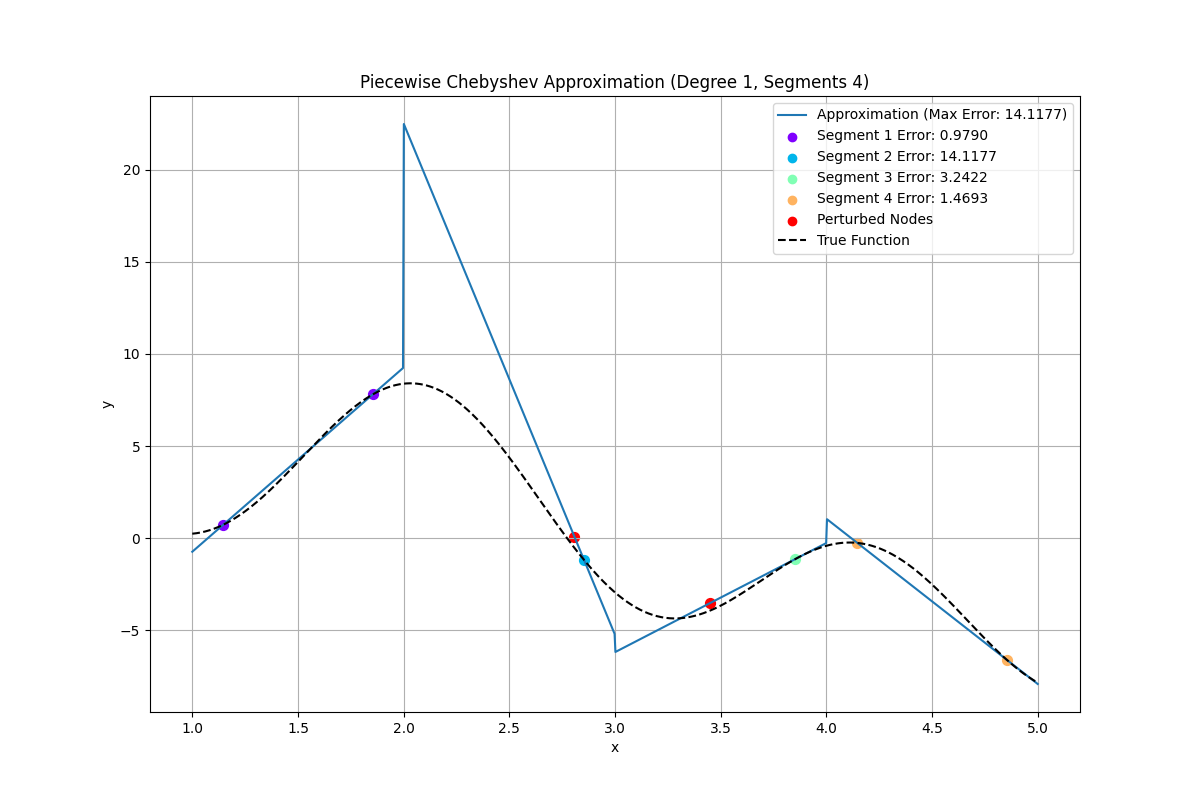 Piecewise Chebyshev Approximation (Degree 1, Segments 4)
Approximation (Max Error: 14.1177)
Segment 1 Error: 0.9790
Segment 2 Error: 14.1177
Segment 3 Error: 3.2422
Segment 4 Error: 1.4693
Perturbed Nodes
True Function
y
20
15
10
5
0
−5
1.0 1.5 2.0 2.5 3.0 3.5 4.0 4.5 5.0
x